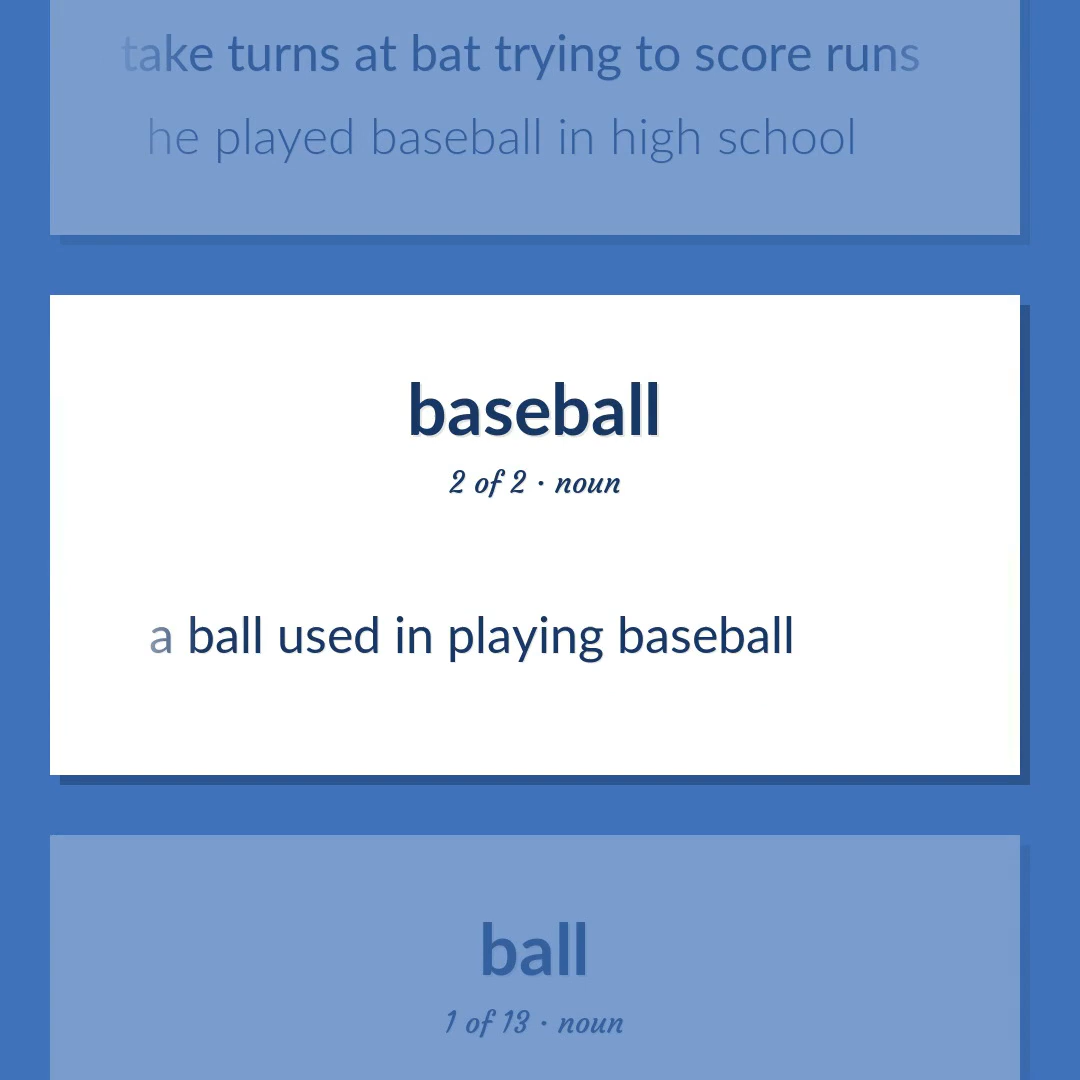 take turns at bat trying to score runs
he played baseball in high school
baseball
2 of 2 · noun
a ball used in playing baseball
ball
1 of 13 · noun